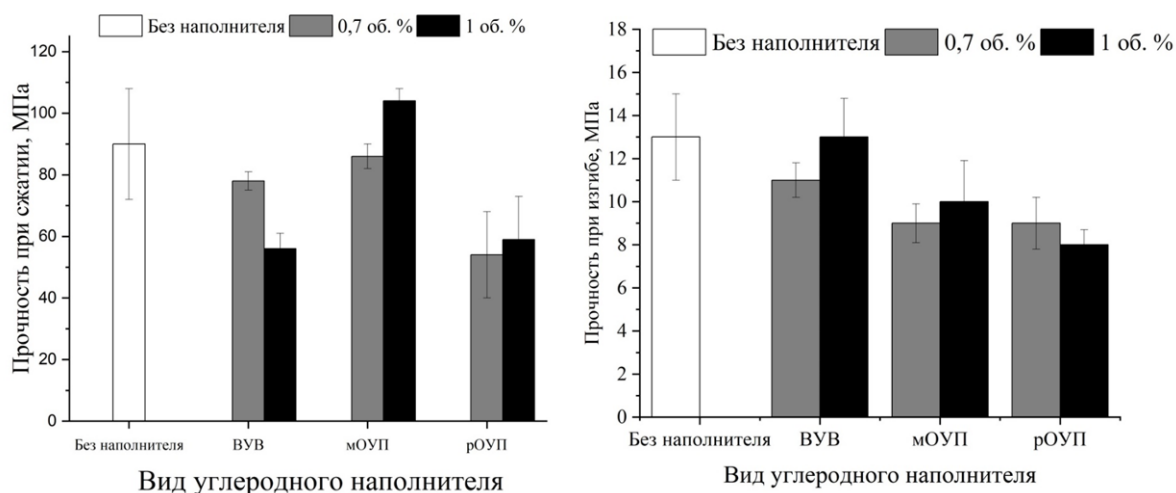 Без наполнителя 0,7 об. % 1 об. %
Прочность при сжатии, МПа
120
100
80
60
40
20
0
Без наполнителя ВУВ мОУП рОУП
Вид углеродного наполнителя
Без наполнителя 0,7 об. % 1 об. %
Прочность при изгибе, МПа
18
16
14
12
10
8
6
4
2
0
Без наполнителя ВУВ мОУП рОУП
Вид углеродного наполнителя